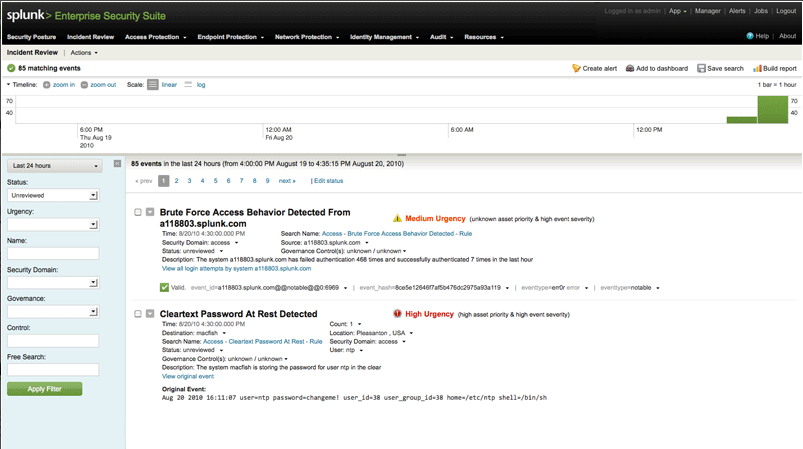 splunk> Enterprise Security Suite
Logged in as admin | App | Manager | Alerts | Jobs | Logout
Security Posture Incident Review Access Protection Endpoint Protection Network Protection Identity Management Audit Resources
Help | About
Incident Review | Actions
85 matching events
Create alert Add to dashboard Save search Build report
Timeline: zoom in zoom out Scale: linear log
1 bar = 1 hour
70 70
40 40
6:00 PM 12:00 AM 6:00 AM 12:00 PM
Thu Aug 19 Fri Aug 20
2010
Last 24 hours
Status:
Unreviewed
Urgency:
Name:
Security Domain:
Governance:
Control:
Free Search:
Apply Filter
85 events in the last 24 hours (from 4:00:00 PM August 19 to 4:35:15 PM August 20, 2010)
« prev 1 2 3 4 5 6 7 8 9 next » | Edit status
Brute Force Access Behavior Detected From
a118803.splunk.com
Medium Urgency (unknown asset priority & high event severity)
Time: 8/20/10 4:30:00.000 PM Search Name: Access - Brute Force Access Behavior Detected - Rule
Security Domain: access Source: a118803.splunk.com
Status: unreviewed Governance Control(s): unknown / unknown
Description: The system a118803.splunk.com has failed authentication 468 times and successfully authenticated 7 times in the last hour
View all login attempts by system a118803.splunk.com
Valid. event_id=a118803.splunk.com@@notable@@0:6969 | event_hash=8ce5e12646f7af5b476dc2975a93a119 | eventtype=err0r error | eventtype=notable
Cleartext Password At Rest Detected
High Urgency (high asset priority & high event severity)
Time: 8/20/10 4:30:00.000 PM Count: 1
Destination: macfish Location: Pleasanton , USA
Search Name: Access - Cleartext Password At Rest - Rule Security Domain: access
Status: unreviewed User: ntp
Governance Control(s): unknown / unknown
Description: The system macfish is storing the password for user ntp in the clear
View original event
Original Event:
Aug 20 2010 16:11:07 user=ntp password=changeme! user_id=38 user_group_id=38 home=/etc/ntp shell=/bin/sh